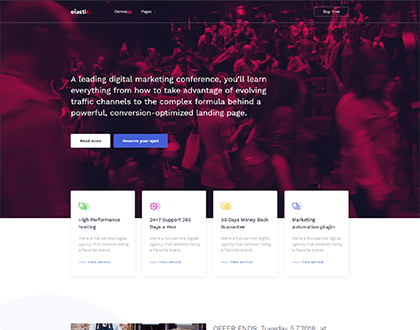 elastic
Demos
Pages
Buy now
A leading digital marketing conference, you'll learn
everything from how to take advantage of evolving
traffic channels to the complex formula behind a
powerful, conversion-optimized landing page.
Read more
Reserve your spot
High Performance
hosting
We're a full-service digital
agency that believes being
a favorite brand.
View service
24×7 Support 365
Days a Year
We're a full-service digital
agency that believes being
a favorite brand.
View service
30 Days Money Back
Guarantee
We're a full-service digital
agency that believes being
a favorite brand.
View service
Marketing
automation plugin
We're a full-service digital
agency that believes being
a favorite brand.
View service
OFFER ENDS: Tuesday 5.7.2018, at